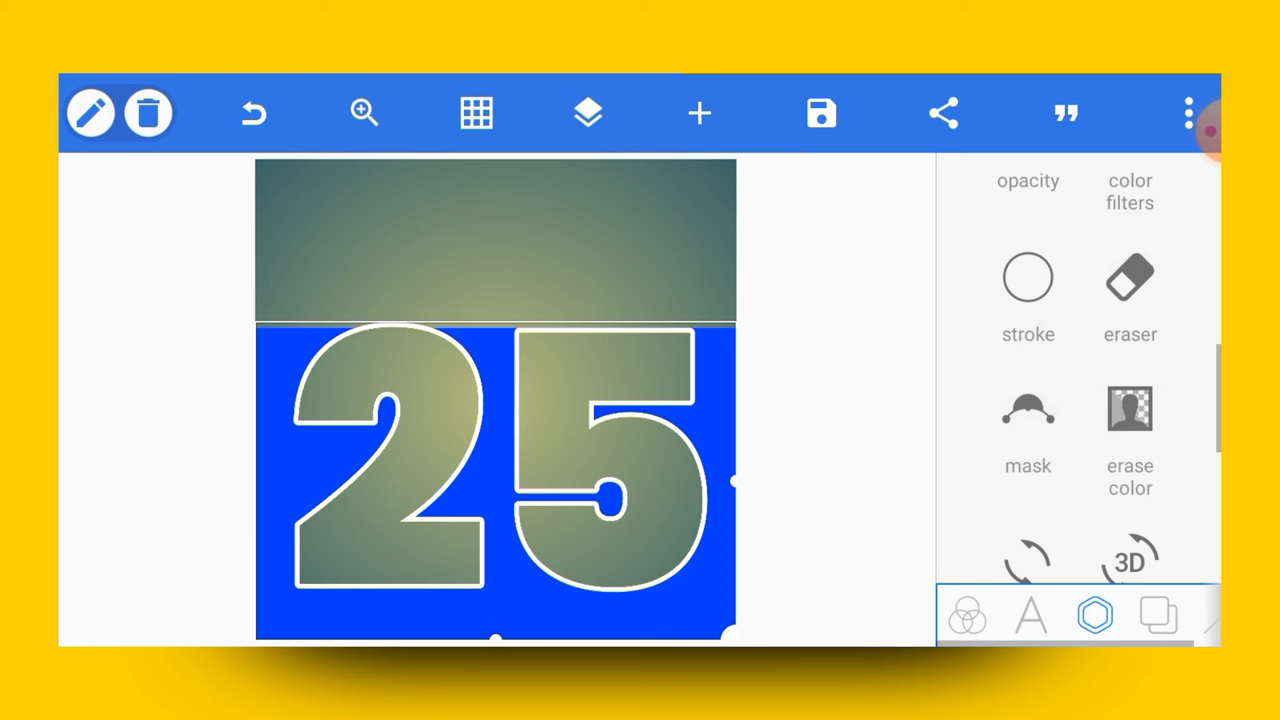 opacity
color
filters
stroke
eraser
mask
erase
color
3D
25